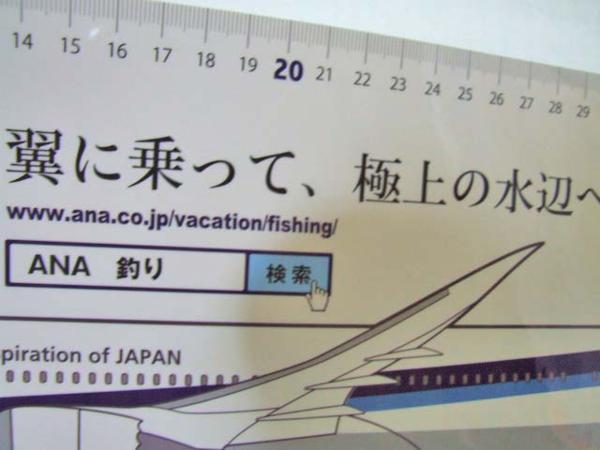 14 15 16 17 18 19 20 21 22 23 24 25 26 27 28 29
翼に乗って、極上の水辺へ
www.ana.co.jp/vacation/fishing/
ANA 釣り 検索
piration of JAPAN